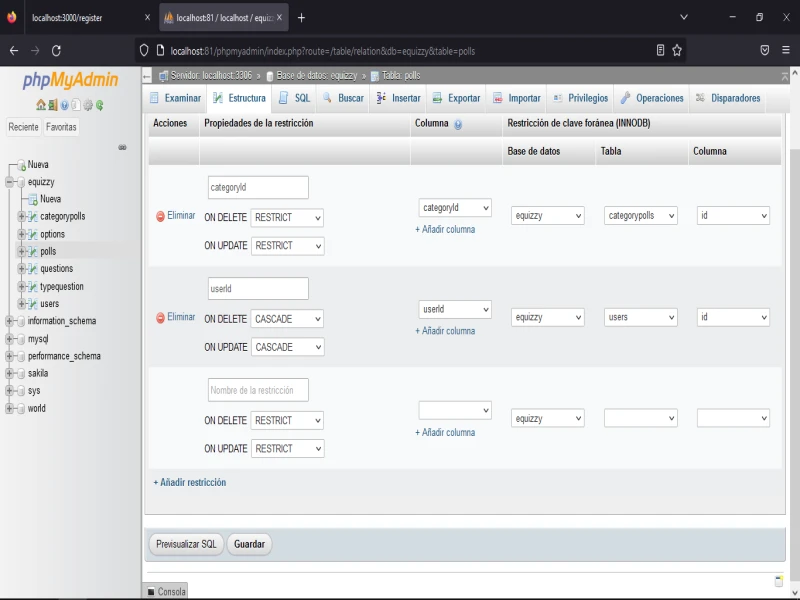 localhost:3000/register
localhost:81 / localhost / equizz
localhost:81/phpmyadmin/index.php?route=/table/relation&db=equizzy&table=polls
phpMyAdmin
Reciente
Favoritas
Nueva
equizzy
Nueva
categorypolls
options
polls
questions
typequestion
users
information_schema
mysql
performance_schema
sakila
sys
world
Servidor: localhost:3306 » Base de datos: equizzy » Tabla: polls
Examinar Estructura SQL Buscar Insertar Exportar Importar Privilegios Operaciones Disparadores
Acciones Propiedades de la restricción Columna Restricción de clave foránea (INNODB)
Base de datos Tabla Columna
categoryId
Eliminar ON DELETE RESTRICT categoryId equizzy categorypolls id
+ Añadir columna
ON UPDATE RESTRICT
userId
Eliminar ON DELETE CASCADE userId equizzy users id
+ Añadir columna
ON UPDATE CASCADE
Nombre de la restricción
ON DELETE RESTRICT equizzy
+ Añadir columna
ON UPDATE RESTRICT
+ Añadir restricción
Previsualizar SQL Guardar
Consola